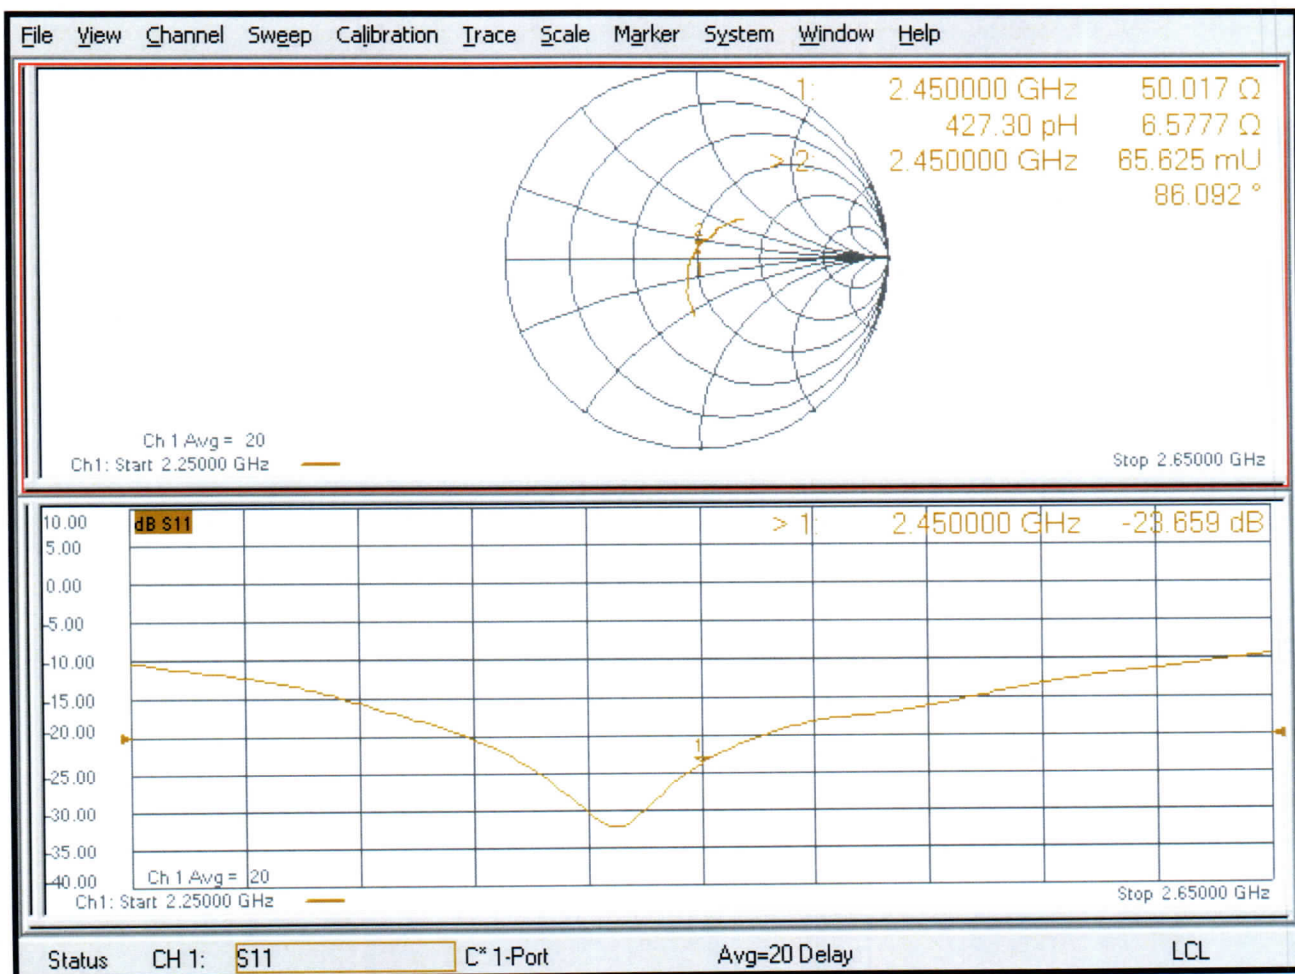 File View Channel Sweep Calibration Trace Scale Marker System Window Help
1: 2.450000 GHz 50.017 Ω
427.30 pH 6.5777 Ω
> 2: 2.450000 GHz 65.625 mU
86.092 °
2
Ch 1 Avg = 20
Ch1: Start 2.25000 GHz
Stop 2.65000 GHz
10.00 dB S11 > 1: 2.450000 GHz -23.659 dB
5.00
0.00
-5.00
-10.00
-15.00
-20.00
1
-25.00
-30.00
-35.00
-40.00
Ch 1 Avg = 20
Ch1: Start 2.25000 GHz
Stop 2.65000 GHz
Status CH 1: S11 C* 1-Port Avg=20 Delay LCL